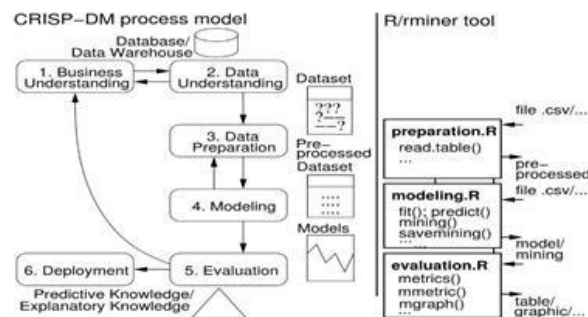 CRISP-DM process model
Database/
Data Warehouse
1. Business
Understanding
2. Data
Understanding
Dataset
???
?––
––?
3. Data
Preparation
Pre-
processed
Dataset
....
....
4. Modeling
Models
6. Deployment
5. Evaluation
Predictive Knowledge/
Explanatory Knowledge
R/rminer tool
file .csv/...
preparation.R
read.table()
...
pre-
processed
file .csv/...
modeling.R
fit(); predict()
mining()
savemining()
...
model/
mining
evaluation.R
metrics()
mmetric()
mgraph()
...
table/
graphic/...